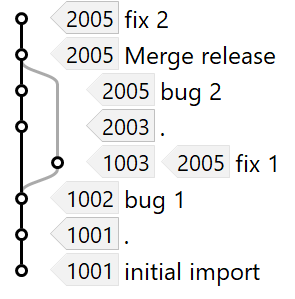 2005 fix 2
2005 Merge release
2005 bug 2
2003 .
1003 2005 fix 1
1002 bug 1
1001 .
1001 initial import